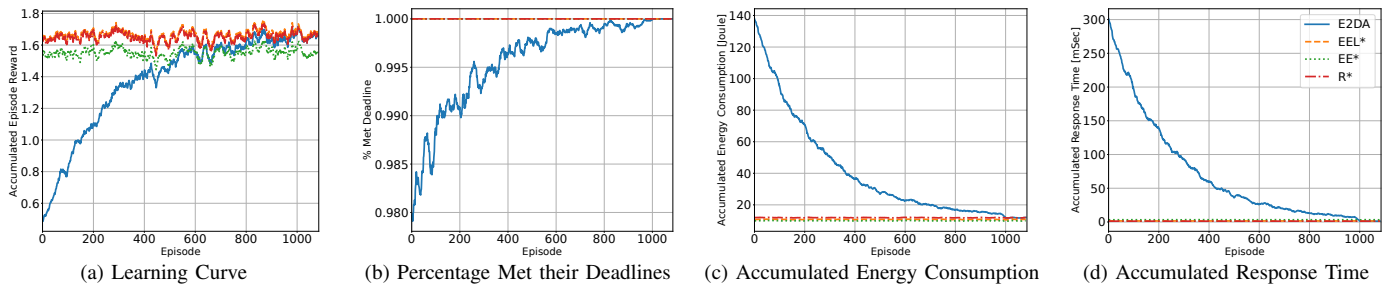 1.8
1.6
1.4
1.2
1.0
0.8
0.6
Accumulated Episode Reward
0 200 400 600 800 1000
Episode
(a) Learning Curve
1.000
0.995
0.990
0.985
0.980
% Met Deadline
0 200 400 600 800 1000
Episode
(b) Percentage Met their Deadlines
140
120
100
80
60
40
20
Accumulated Energy Consumption [Joule]
0 200 400 600 800 1000
Episode
(c) Accumulated Energy Consumption
300
250
200
150
100
50
0
Accumulated Response Time [mSec]
E2DA
EEL*
EE*
R*
0 200 400 600 800 1000
Episode
(d) Accumulated Response Time